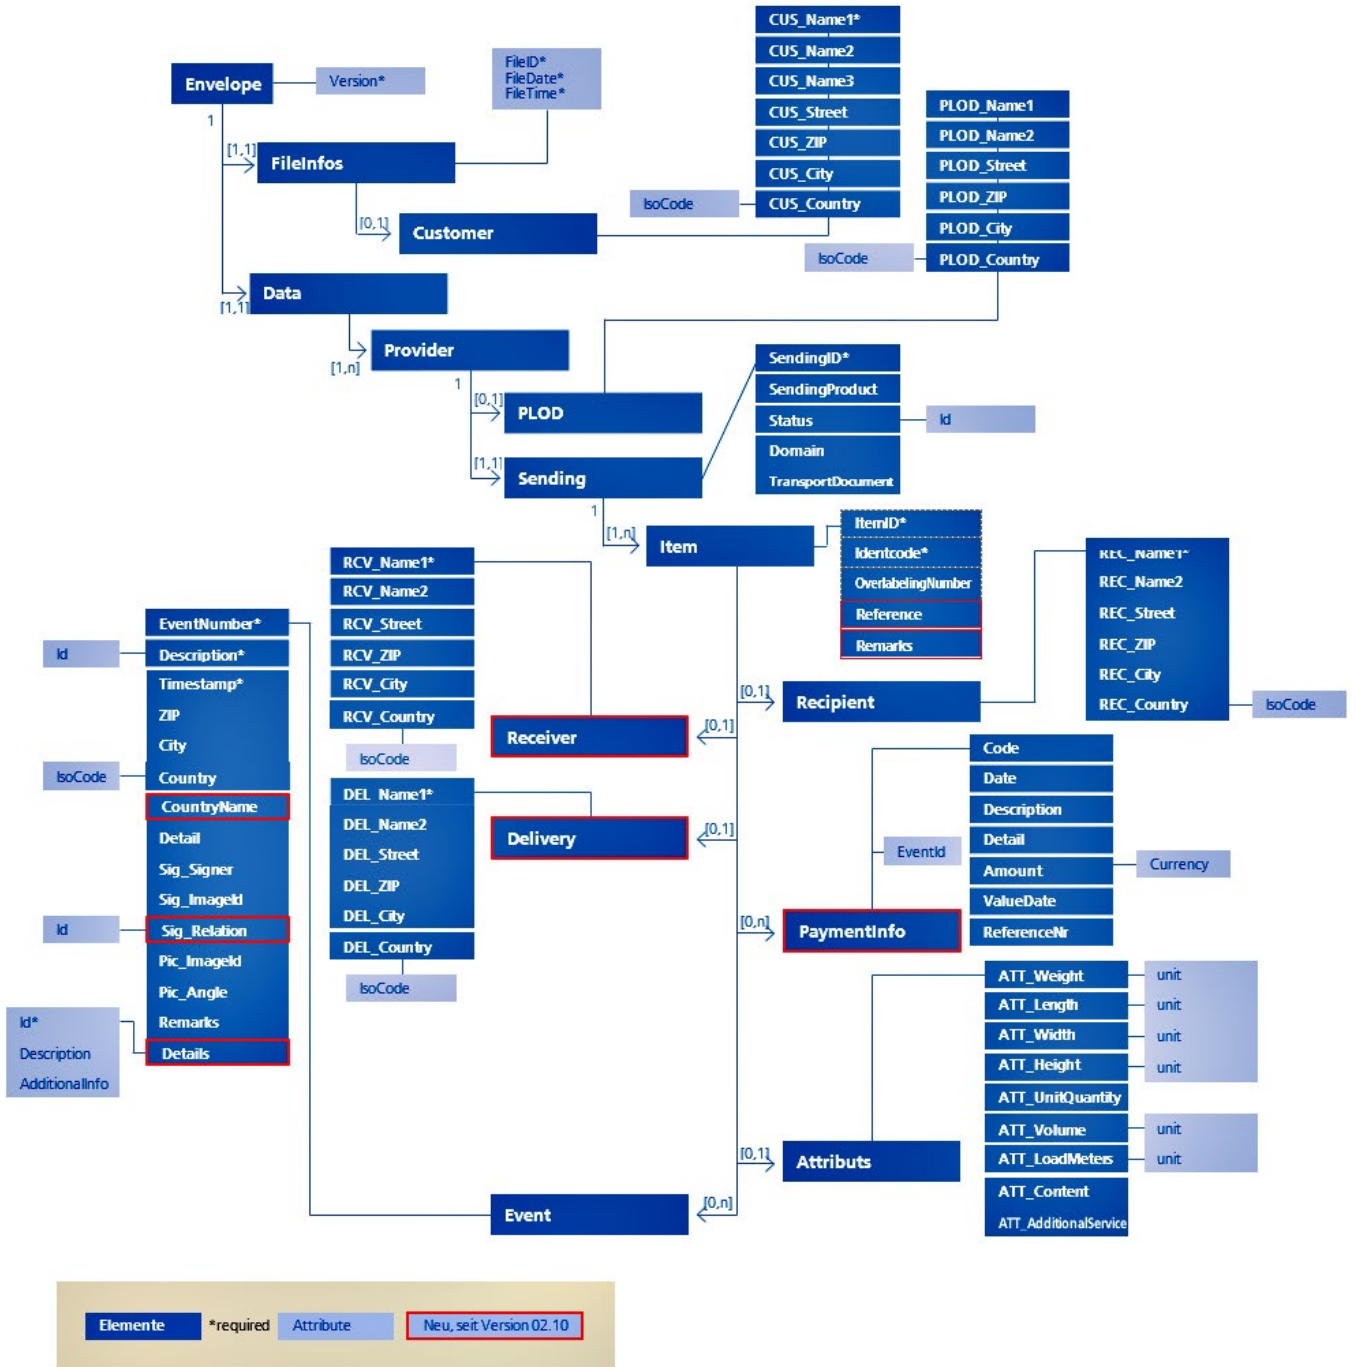 Envelope
Version*
FileID*
FileDate*
FileTime*
1
[1,1]
FileInfos
[0,1]
Customer
CUS_Name1*
CUS_Name2
CUS_Name3
CUS_Street
CUS_ZIP
CUS_City
CUS_Country
IsoCode
PLOD_Name1
PLOD_Name2
PLOD_Street
PLOD_ZIP
PLOD_City
PLOD_Country
IsoCode
[1,1]
Data
[1,n]
Provider
1
[0,1]
PLOD
[1,1]
Sending
SendingID*
SendingProduct
Status
Id
Domain
TransportDocument
1
[1,n]
Item
ItemID*
Identcode*
OverlabelingNumber
Reference
Remarks
[0,1]
Recipient
REC_Name1*
REC_Name2
REC_Street
REC_ZIP
REC_City
REC_Country
IsoCode
RCV_Name1*
RCV_Name2
RCV_Street
RCV_ZIP
RCV_City
RCV_Country
IsoCode
Receiver
[0,1]
DEL_Name1*
DEL_Name2
DEL_Street
DEL_ZIP
DEL_City
DEL_Country
IsoCode
Delivery
[0,1]
[0,n]
PaymentInfo
EventId
Code
Date
Description
Detail
Amount
Currency
ValueDate
ReferenceNr
[0,1]
Attributs
ATT_Weight
unit
ATT_Length
unit
ATT_Width
unit
ATT_Height
unit
ATT_UnitQuantity
ATT_Volume
unit
ATT_LoadMeters
unit
ATT_Content
ATT_AdditionalService
Event
[0,n]
EventNumber*
Id
Description*
Timestamp*
ZIP
City
IsoCode
Country
CountryName
Detail
Sig_Signer
Sig_ImageId
Id
Sig_Relation
Pic_ImageId
Pic_Angle
Remarks
Details
Id*
Description
AdditionalInfo
Elemente
*required
Attribute
Neu, seit Version 02.10